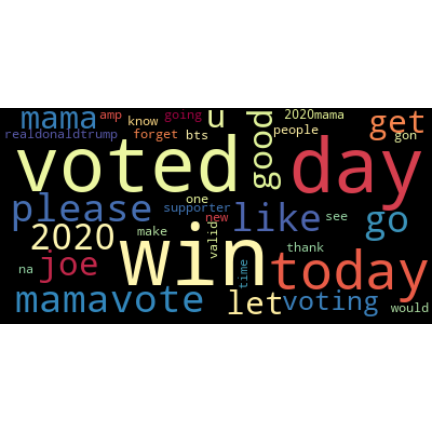 mama amp know going u good 2020mama get
realdonaldtrump forget bts people gon
voted day
please one supporter new like see go
2020 make valid thank
na joe win time today
mamavote let voting would